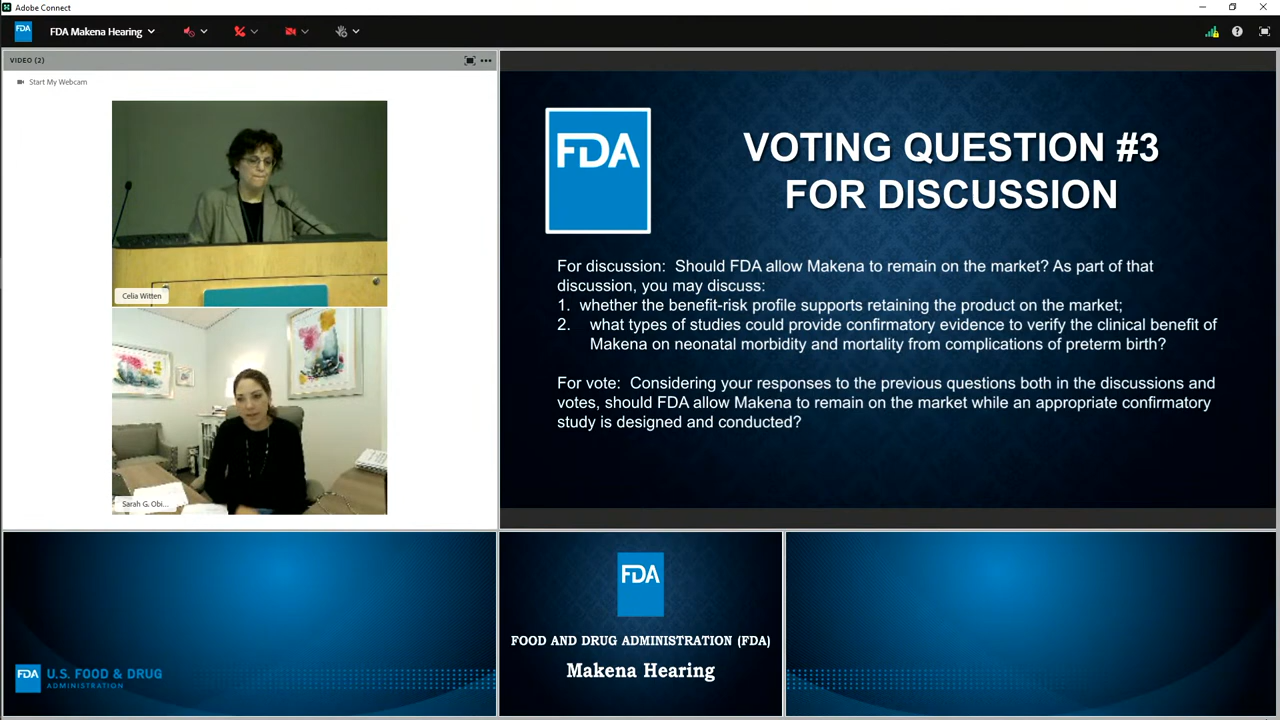 Adobe Connect
FDA
FDA Makena Hearing
VIDEO (2)
Start My Webcam
Celia Witten
Sarah G. Obi...
FDA
VOTING QUESTION #3
FOR DISCUSSION
For discussion: Should FDA allow Makena to remain on the market? As part of that
discussion, you may discuss:
1. whether the benefit-risk profile supports retaining the product on the market;
2. what types of studies could provide confirmatory evidence to verify the clinical benefit of
Makena on neonatal morbidity and mortality from complications of preterm birth?
For vote: Considering your responses to the previous questions both in the discussions and
votes, should FDA allow Makena to remain on the market while an appropriate confirmatory
study is designed and conducted?
FDA
U.S. FOOD & DRUG
ADMINISTRATION
FDA
FOOD AND DRUG ADMINISTRATION (FDA)
Makena Hearing